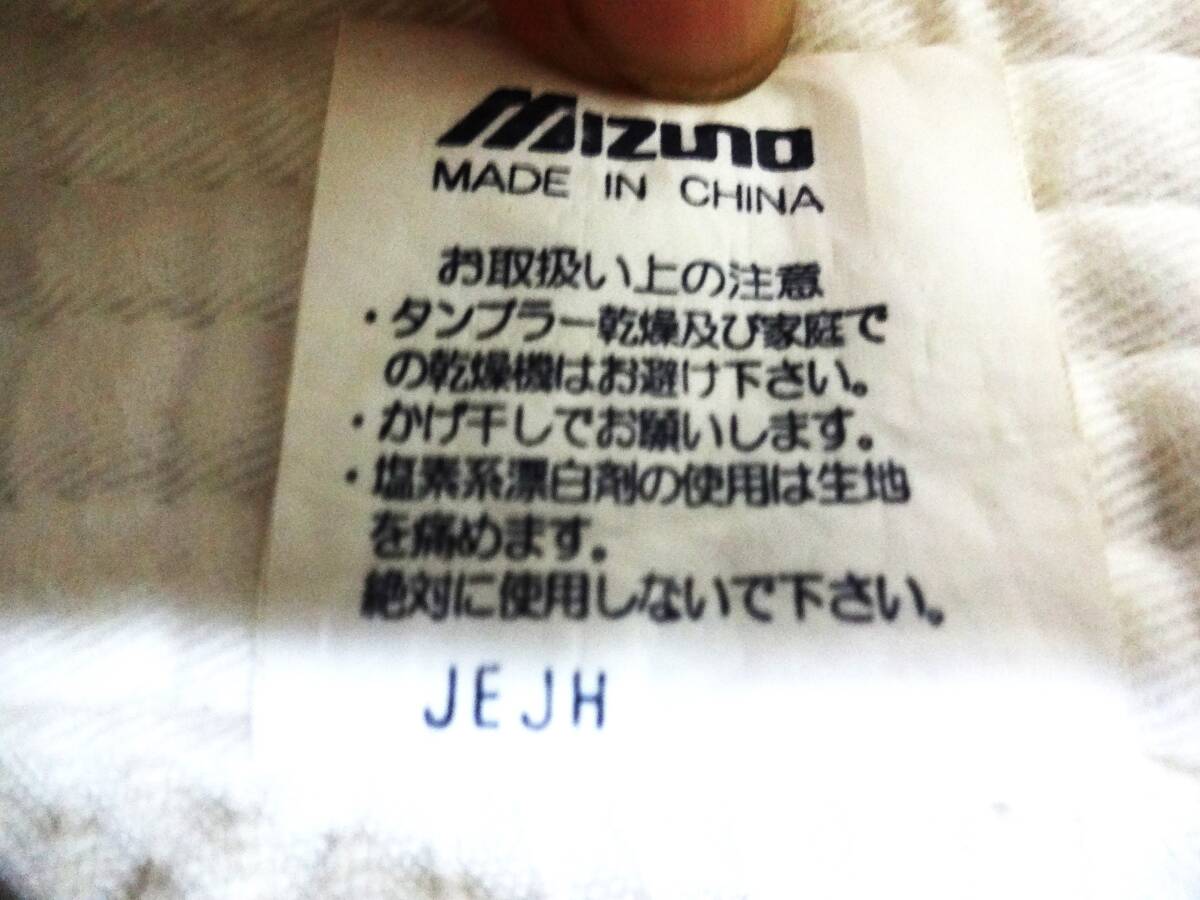 Mizuno
MADE IN CHINA
お取扱い上の注意
・タンブラー乾燥及び家庭で
の乾燥機はお避け下さい。
・かげ干しでお願いします。
・塩素系漂白剤の使用は生地
を痛めます。
絶対に使用しないで下さい。
JEJH